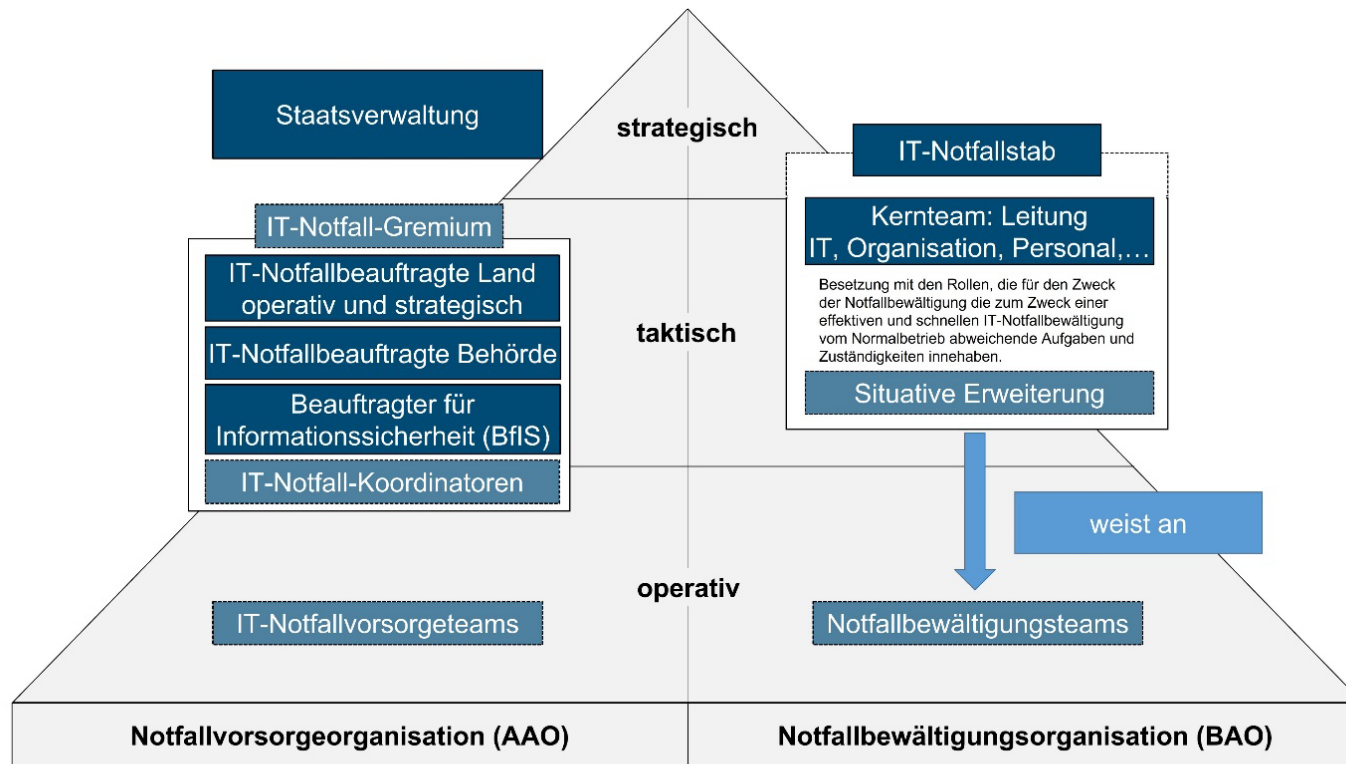 Staatsverwaltung
strategisch
IT-Notfallstab
IT-Notfall-Gremium
IT-Notfallbeauftragte Land
operativ und strategisch
IT-Notfallbeauftragte Behörde
Beauftragter für
Informationssicherheit (BfIS)
IT-Notfall-Koordinatoren
taktisch
Kernteam: Leitung
IT, Organisation, Personal,…
Besetzung mit den Rollen, die für den Zweck
der Notfallbewältigung die zum Zweck einer
effektiven und schnellen IT-Notfallbewältigung
vom Normalbetrieb abweichende Aufgaben und
Zuständigkeiten innehaben.
Situative Erweiterung
weist an
operativ
IT-Notfallvorsorgeteams
Notfallbewältigungsteams
Notfallvorsorgeorganisation (AAO)
Notfallbewältigungsorganisation (BAO)